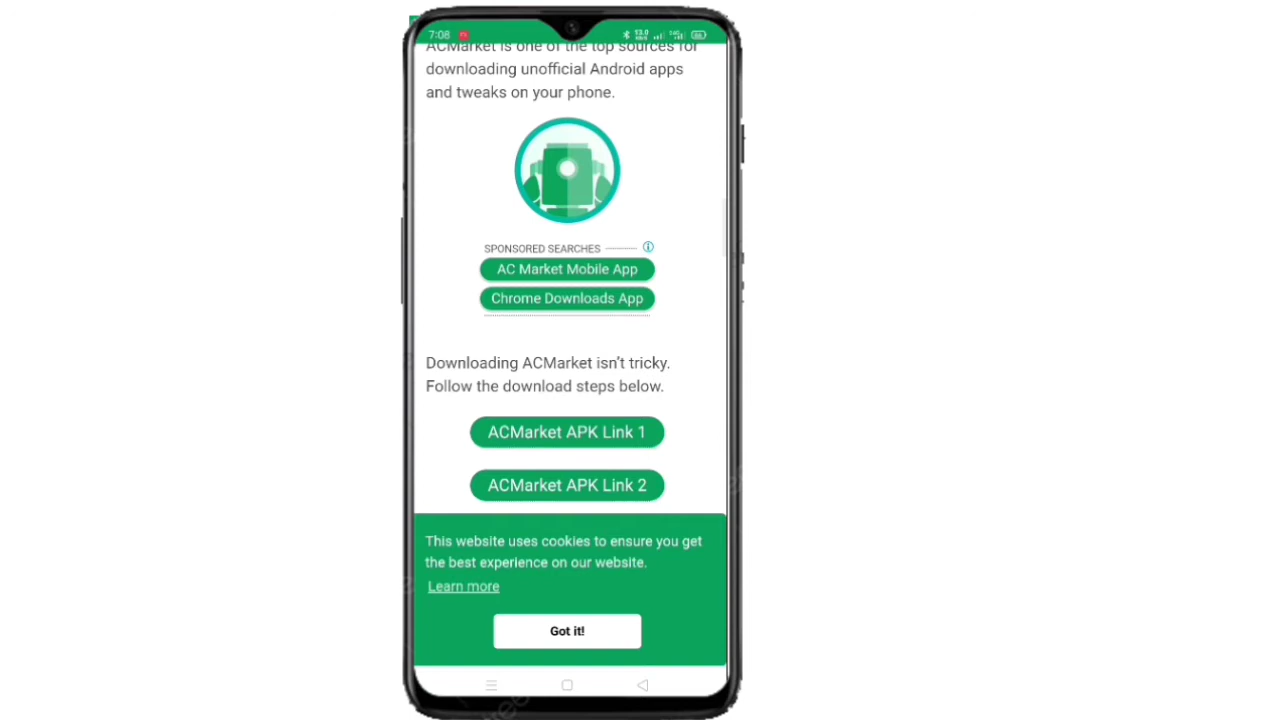 7:08
13.0
ACMarket is one of the top sources for
downloading unofficial Android apps
and tweaks on your phone.
SPONSORED SEARCHES
AC Market Mobile App
Chrome Downloads App
Downloading ACMarket isn't tricky.
Follow the download steps below.
ACMarket APK Link 1
ACMarket APK Link 2
This website uses cookies to ensure you get
the best experience on our website.
Learn more
Got it!